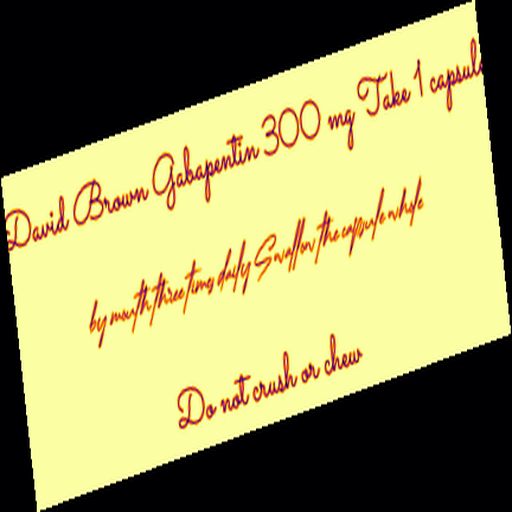 David Brown Gabapentin 300 mg Take 1 capsule
by mouth three times daily Swallow the capsule whole
Do not crush or chew